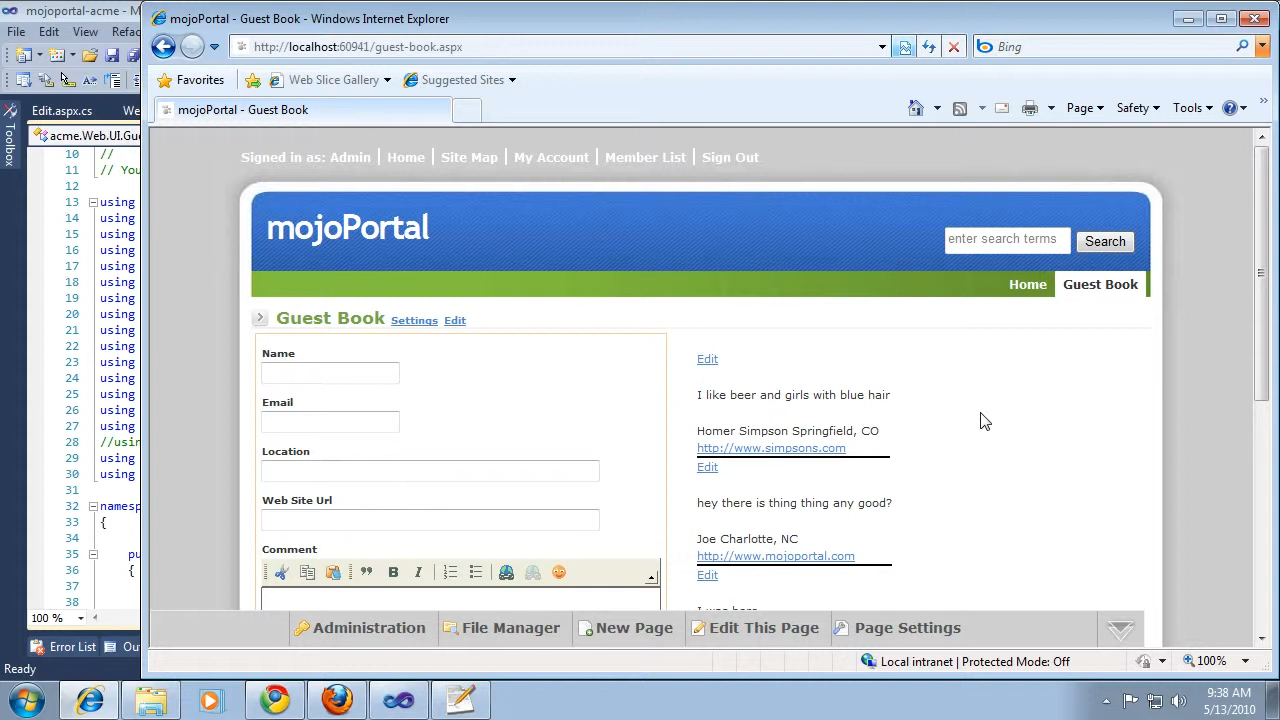 mojoportal-acme
mojoPortal - Guest Book - Windows Internet Explorer
File Edit View Refa
http://localhost:60941/guest-book.aspx
Bing
Favorites
Web Slice Gallery
Suggested Sites
Edit.aspx.cs We
mojoPortal - Guest Book
Page Safety Tools
Toolbox
acme.Web.UI.Gue
Signed in as: Admin Home Site Map My Account Member List Sign Out
mojoPortal
enter search terms
Search
Home Guest Book
Guest Book Settings Edit
Name
Email
Location
Web Site Url
Comment
Edit
I like beer and girls with blue hair
Homer Simpson Springfield, CO
http://www.simpsons.com
Edit
hey there is thing thing any good?
Joe Charlotte, NC
http://www.mojoportal.com
Edit
10 //
11 // You
12
13 using
14 using
15 using
16 using
17 using
18 using
19 using
20 using
21 using
22 using
23 using
24 using
25 using
26 using
27 using
28 //usin
29 using
30 using
31
32 namesp
33 {
34
35 pu
36 {
37
38
100 %
Administration File Manager New Page Edit This Page Page Settings
Error List Ou
Ready
Local intranet | Protected Mode: Off
100%
9:38 AM
5/13/2010